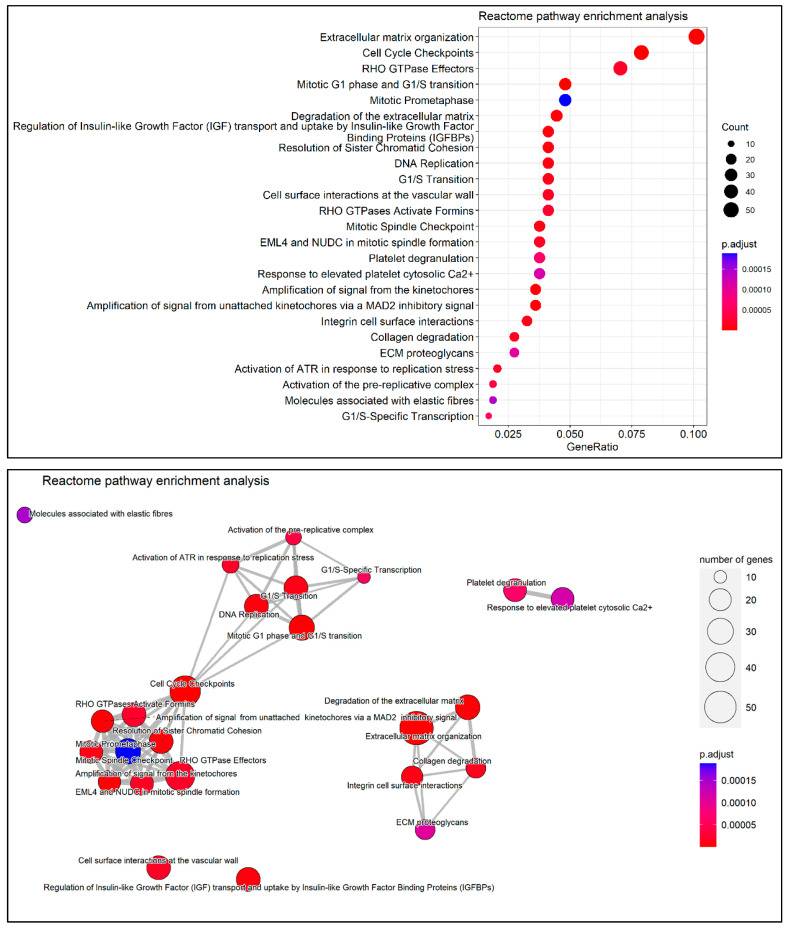 Reactome pathway enrichment analysis
Extracellular matrix organization
Cell Cycle Checkpoints
RHO GTPase Effectors
Mitotic G1 phase and G1/S transition
Mitotic Prometaphase
Degradation of the extracellular matrix
Regulation of Insulin-like Growth Factor (IGF) transport and uptake by Insulin-like Growth Factor
Binding Proteins (IGFBPs)
Resolution of Sister Chromatid Cohesion
DNA Replication
G1/S Transition
Cell surface interactions at the vascular wall
RHO GTPases Activate Formins
Mitotic Spindle Checkpoint
EML4 and NUDC in mitotic spindle formation
Platelet degranulation
Response to elevated platelet cytosolic Ca2+
Amplification of signal from the kinetochores
Amplification of signal from unattached kinetochores via a MAD2 inhibitory signal
Integrin cell surface interactions
Collagen degradation
ECM proteoglycans
Activation of ATR in response to replication stress
Activation of the pre-replicative complex
Molecules associated with elastic fibres
G1/S-Specific Transcription
0.025 0.050 0.075 0.100
GeneRatio
Count
10
20
30
40
50
p.adjust
0.00015
0.00010
0.00005
Reactome pathway enrichment analysis
Molecules associated with elastic fibres
Activation of the pre-replicative complex
Activation of ATR in response to replication stress
G1/S-Specific Transcription
G1/S Transition
DNA Replication
Mitotic G1 phase and G1/S transition
Platelet degranulation
Response to elevated platelet cytosolic Ca2+
Cell Cycle Checkpoints
RHO GTPases Activate Formins
Amplification of signal from unattached kinetochores via a MAD2 inhibitory signal
Resolution of Sister Chromatid Cohesion
Mitotic Prometaphase
Mitotic Spindle Checkpoint
RHO GTPase Effectors
Amplification of signal from the kinetochores
EML4 and NUDC in mitotic spindle formation
Degradation of the extracellular matrix
Extracellular matrix organization
Collagen degradation
Integrin cell surface interactions
ECM proteoglycans
Cell surface interactions at the vascular wall
Regulation of Insulin-like Growth Factor (IGF) transport and uptake by Insulin-like Growth Factor Binding Proteins (IGFBPs)
number of genes
10
20
30
40
50
p.adjust
0.00015
0.00010
0.00005